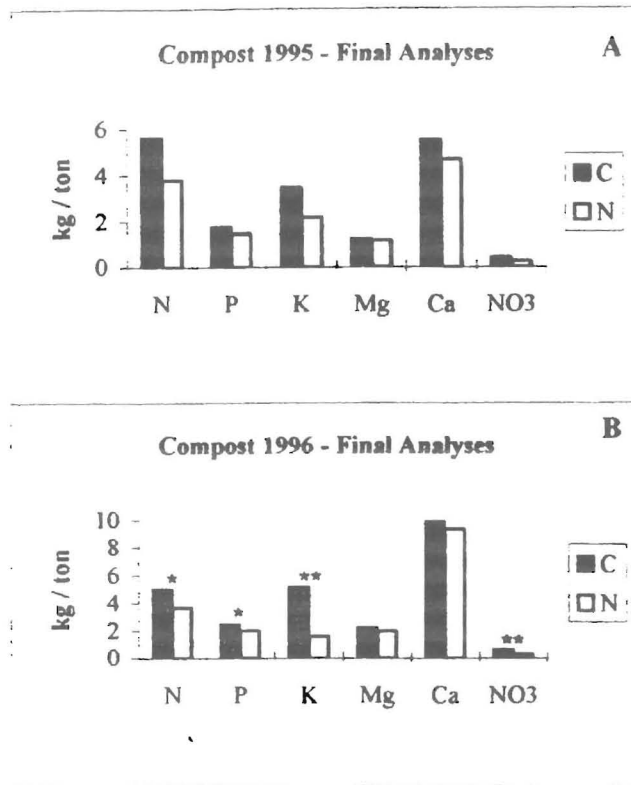 A
Compost 1995 - Final Analyses
6
4
2
0
kg / ton
N P K Mg Ca NO3
C
N
B
Compost 1996 - Final Analyses
10
8
6
4
2
0
kg / ton
* * ** **
N P K Mg Ca NO3
C
N